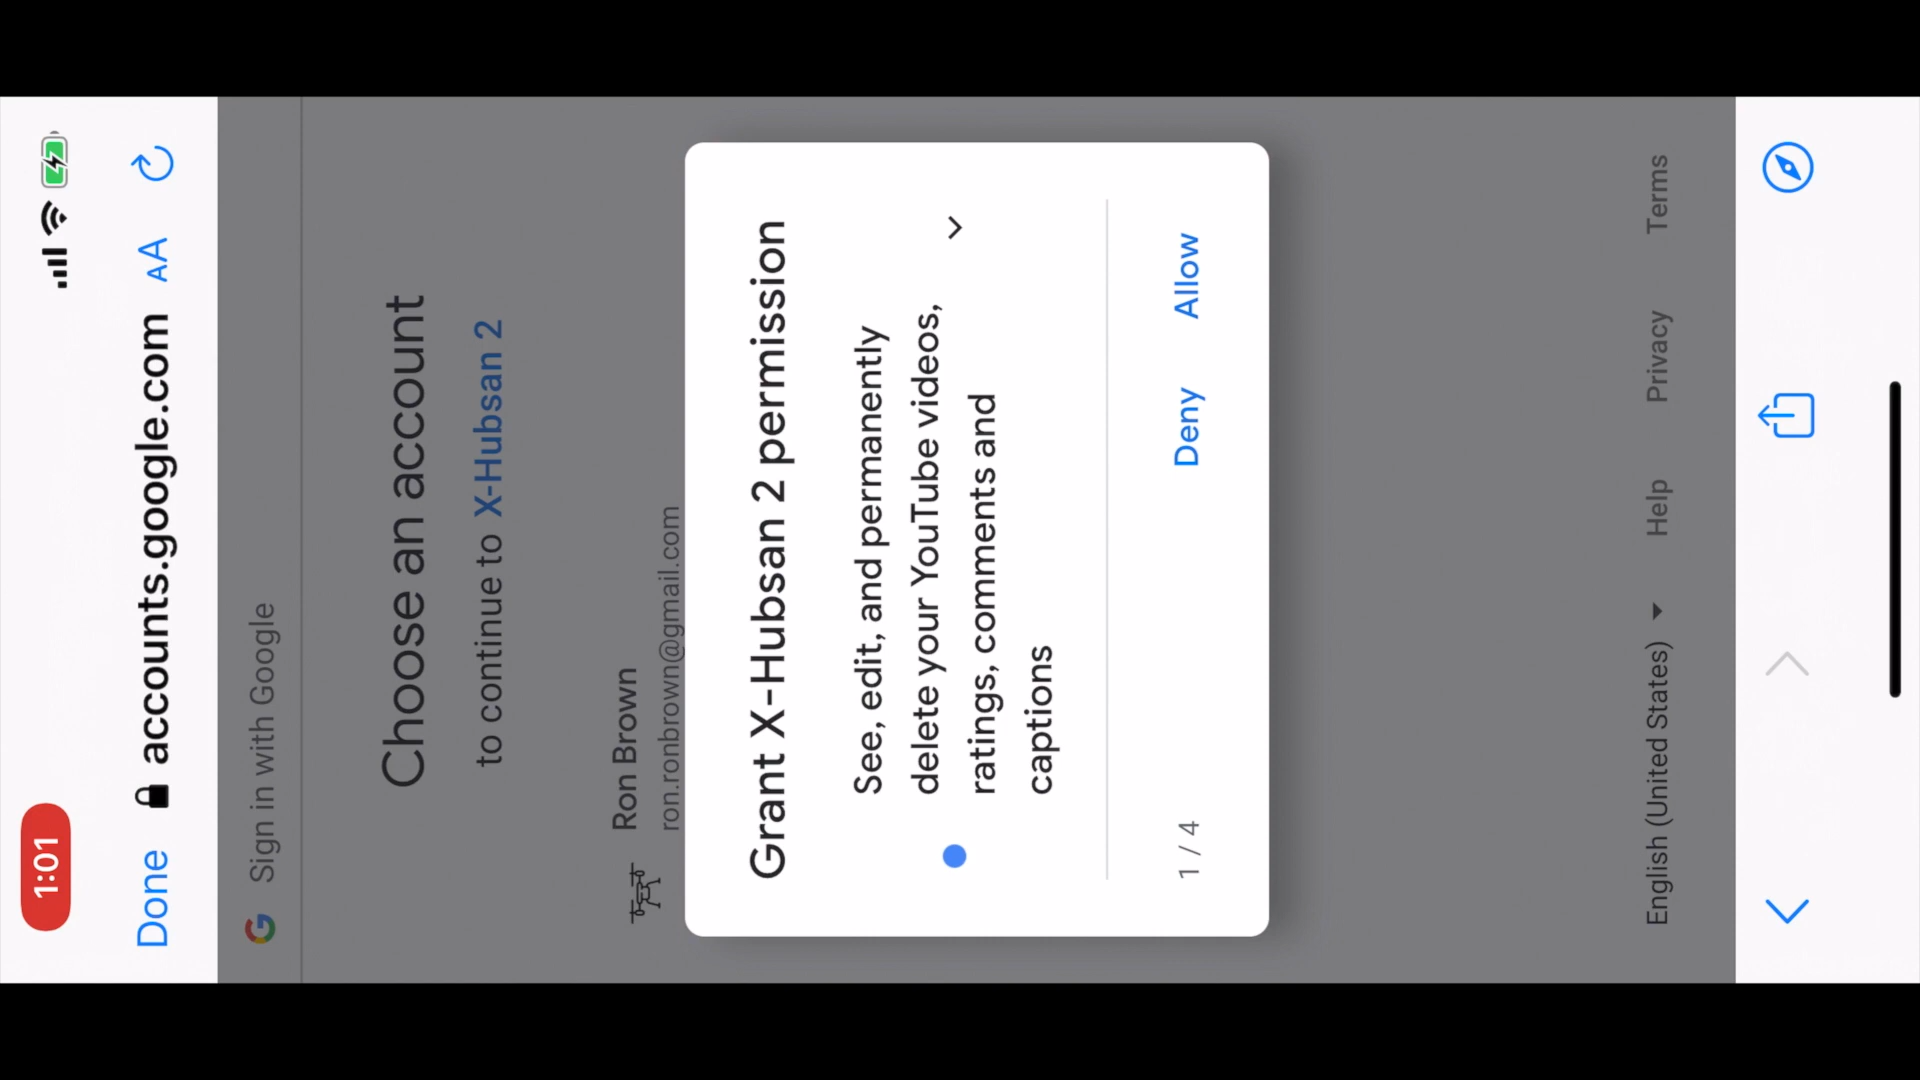 1:01
Done
accounts.google.com
AA
Sign in with Google
Choose an account
to continue to X-Hubsan 2
Ron Brown
ron.ronbrown@gmail.com
Grant X-Hubsan 2 permission
See, edit, and permanently
delete your YouTube videos,
ratings, comments and
captions
1 / 4
Deny
Allow
English (United States)
Help
Privacy
Terms